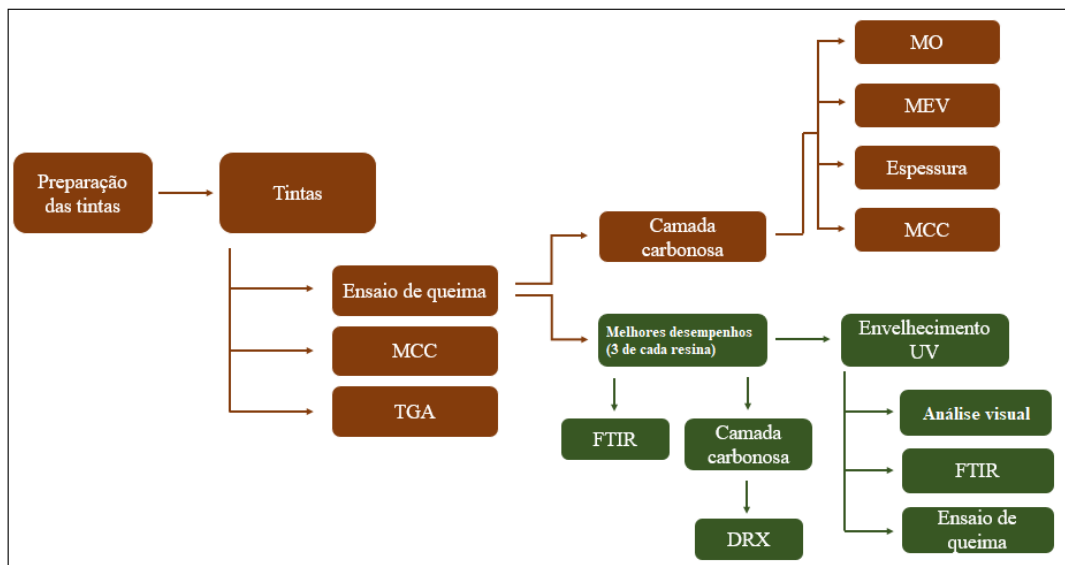 Preparação
das tintas
Tintas
Ensaio de queima
MCC
TGA
Camada
carbonosa
MO
MEV
Espessura
MCC
Melhores desempenhos
(3 de cada resina)
FTIR
Camada
carbonosa
DRX
Envelhecimento
UV
Análise visual
FTIR
Ensaio de
queima